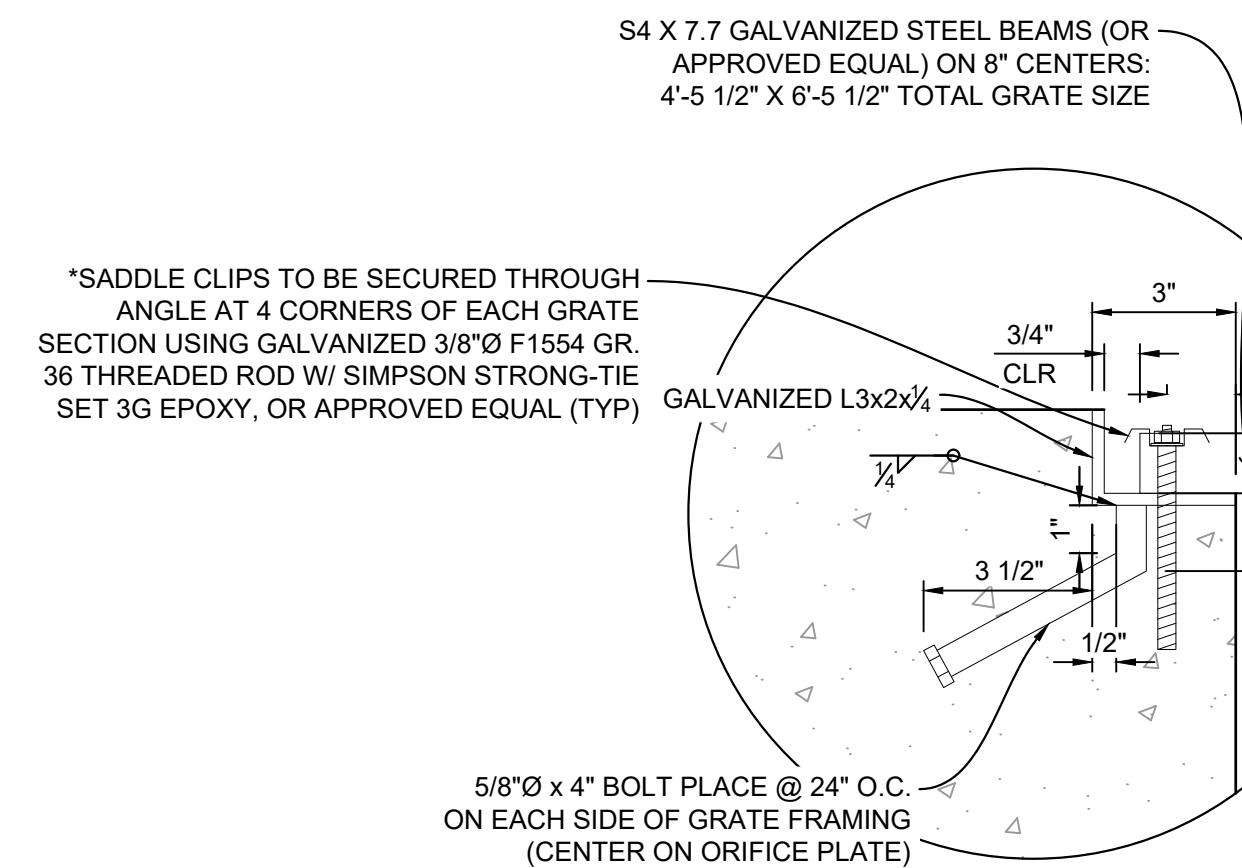 S4 X 7.7 GALVANIZED STEEL BEAMS (OR
APPROVED EQUAL) ON 8" CENTERS:
4'-5 1/2" X 6'-5 1/2" TOTAL GRATE SIZE
*SADDLE CLIPS TO BE SECURED THROUGH
ANGLE AT 4 CORNERS OF EACH GRATE
SECTION USING GALVANIZED 3/8"Ø F1554 GR.
36 THREADED ROD W/ SIMPSON STRONG-TIE
SET 3G EPOXY, OR APPROVED EQUAL (TYP)
3"
3/4"
CLR
GALVANIZED L3x2x1/4
1/4
1"
3 1/2"
1/2"
5/8"Ø x 4" BOLT PLACE @ 24" O.C.
ON EACH SIDE OF GRATE FRAMING
(CENTER ON ORIFICE PLATE)